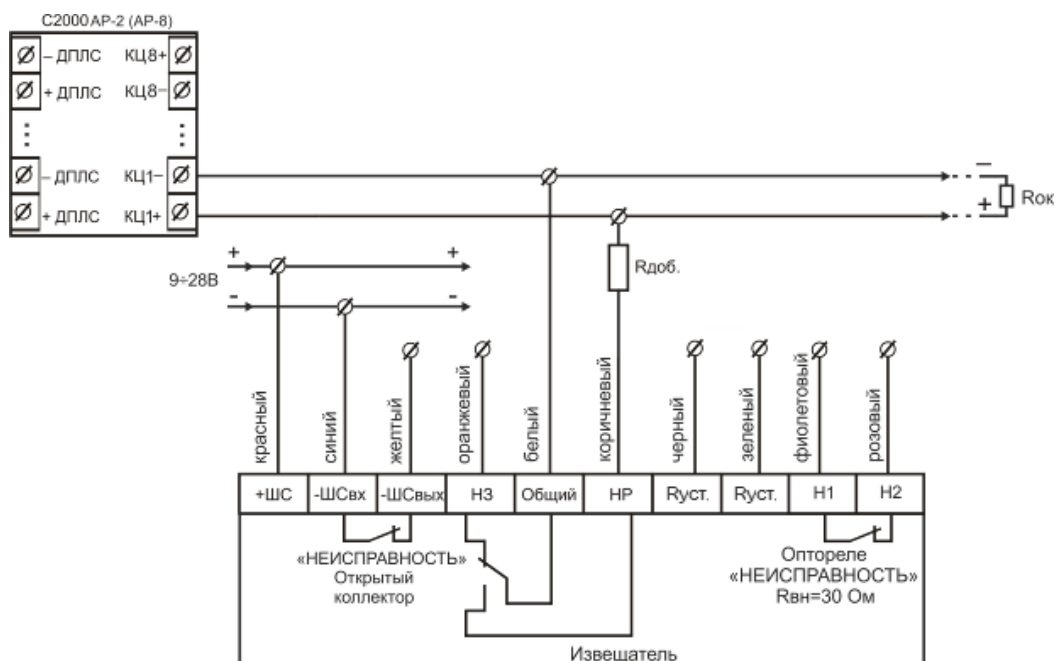 С2000 АР-2 (АР-8)
– ДПЛС КЦ8+
+ ДПЛС КЦ8–
– ДПЛС КЦ1–
+ ДПЛС КЦ1+
–
+
Rок
+ +
9÷28В
- -
Rдоб.
красный
синий
желтый
оранжевый
белый
коричневый
черный
зеленый
фиолетовый
розовый
+ШС -ШСвх -ШСвых НЗ Общий НР Rуст. Rуст. Н1 Н2
«НЕИСПРАВНОСТЬ»
Открытый
коллектор
Оптореле
«НЕИСПРАВНОСТЬ»
Rвн=30 Ом
Извещатель